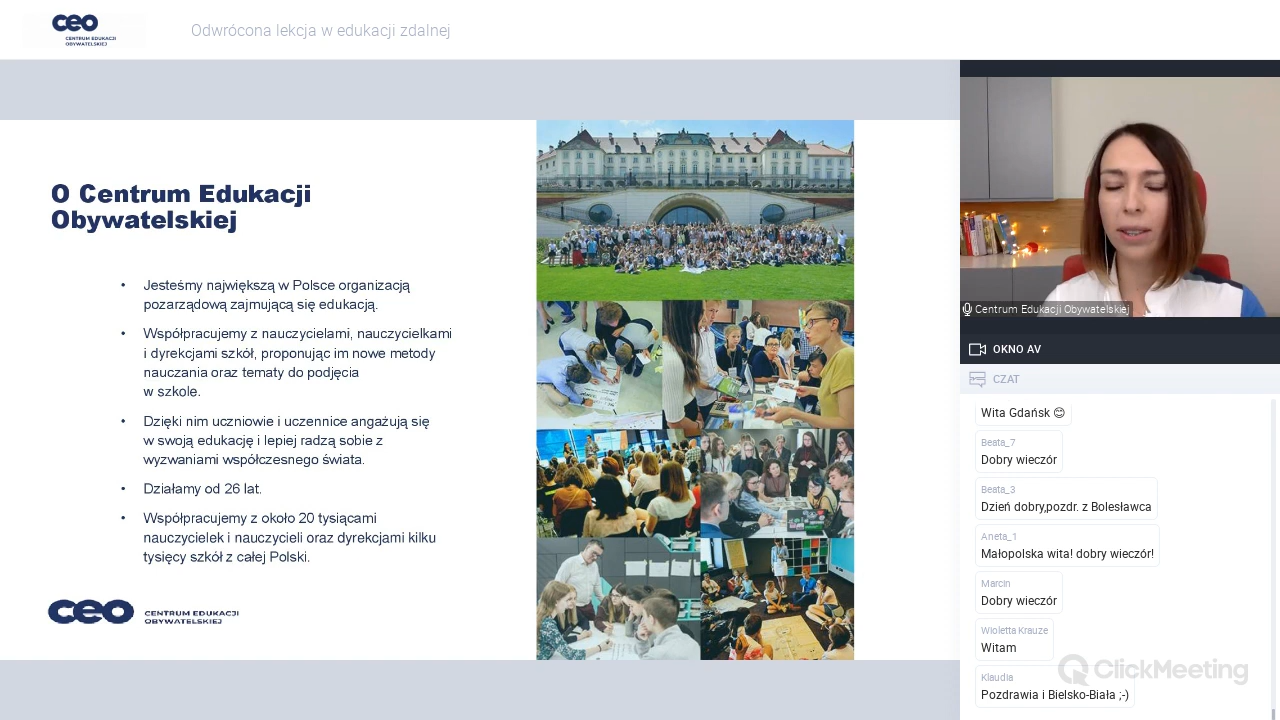 ceo
CENTRUM EDUKACJI
OBYWATELSKIEJ
Odwrócona lekcja w edukacji zdalnej
O Centrum Edukacji
Obywatelskiej
• Jesteśmy największą w Polsce organizacją
pozarządową zajmującą się edukacją.
• Współpracujemy z nauczycielami, nauczycielkami
i dyrekcjami szkół, proponując im nowe metody
nauczania oraz tematy do podjęcia
w szkole.
• Dzięki nim uczniowie i uczennice angażują się
w swoją edukację i lepiej radzą sobie z
wyzwaniami współczesnego świata.
• Działamy od 26 lat.
• Współpracujemy z około 20 tysiącami
nauczycielek i nauczycieli oraz dyrekcjami kilku
tysięcy szkół z całej Polski.
ceo
CENTRUM EDUKACJI
OBYWATELSKIEJ
Centrum Edukacji Obywatelskiej
OKNO AV
CZAT
Wita Gdańsk 😊
Beata_7
Dobry wieczór
Beata_3
Dzień dobry,pozdr. z Bolesławca
Aneta_1
Małopolska wita! dobry wieczór!
Marcin
Dobry wieczór
Wioletta Krauze
Witam
Klaudia
Pozdrawia i Bielsko-Biała ;-)
ClickMeeting